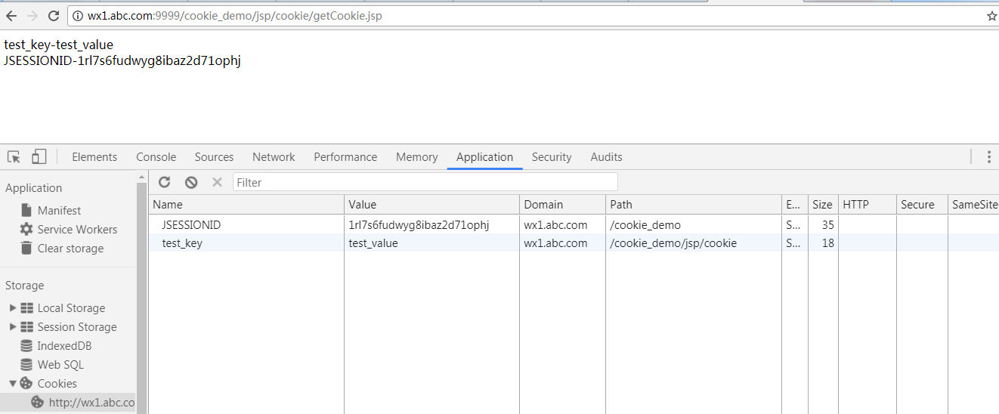 wx1.abc.com:9999/cookie_demo/jsp/cookie/getCookie.jsp
test_key-test_value
JSESSIONID-1rl7s6fudwyg8ibaz2d71ophj
Elements Console Sources Network Performance Memory Application Security Audits
Application
Manifest
Service Workers
Clear storage
Storage
Local Storage
Session Storage
IndexedDB
Web SQL
Cookies
http://wx1.abc.co
Filter
Name Value Domain Path E... Size HTTP Secure SameSite
JSESSIONID 1rl7s6fudwyg8ibaz2d71ophj wx1.abc.com /cookie_demo S... 35
test_key test_value wx1.abc.com /cookie_demo/jsp/cookie S... 18